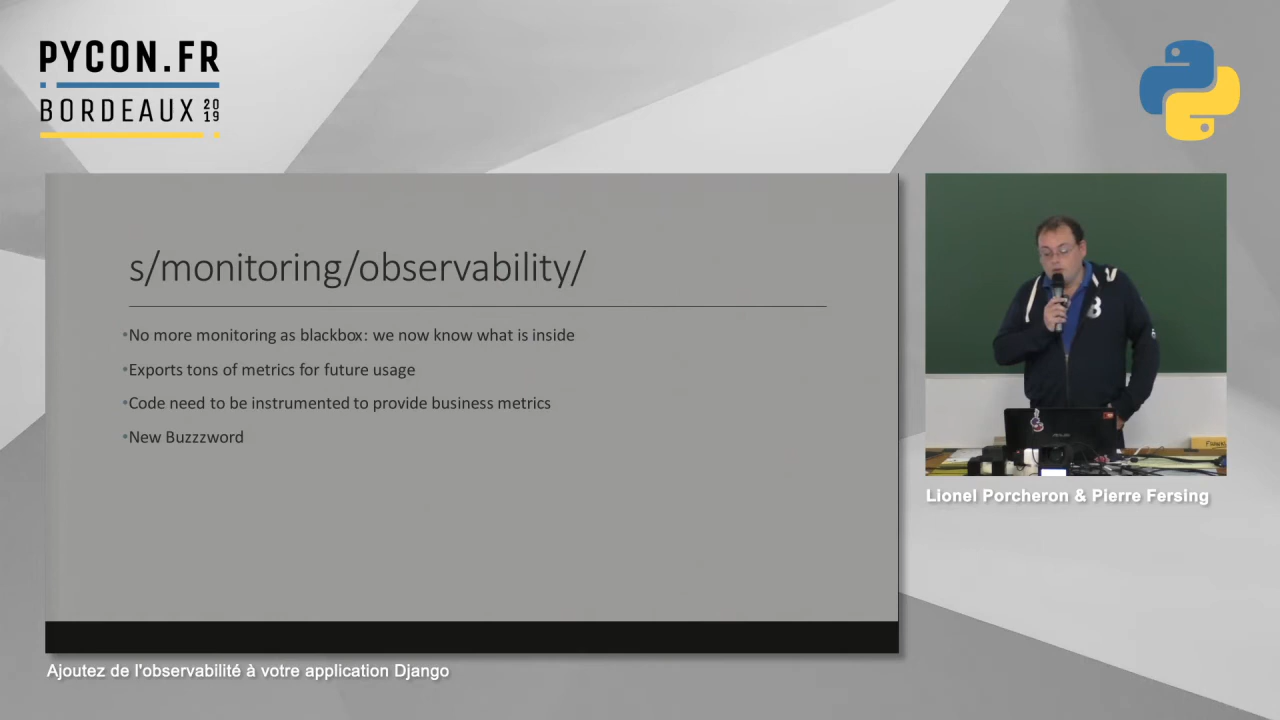 PYCON.FR
BORDEAUX 2019
s/monitoring/observability/
•No more monitoring as blackbox: we now know what is inside
•Exports tons of metrics for future usage
•Code need to be instrumented to provide business metrics
•New Buzzzword
Lionel Porcheron & Pierre Fersing
Ajoutez de l'observabilité à votre application Django